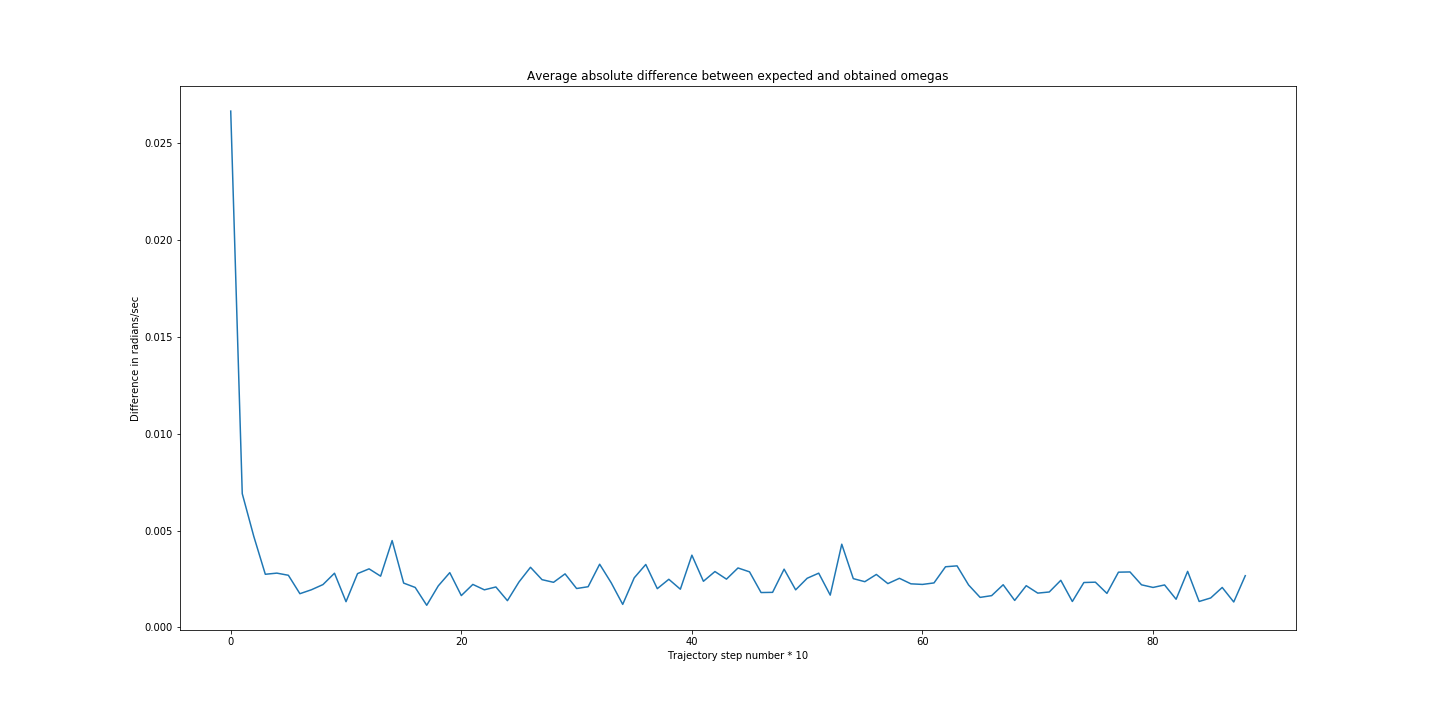 Average absolute difference between expected and obtained omegas
0.025
0.020
0.015
0.010
0.005
0.000
Difference in radians/sec
0 20 40 60 80
Trajectory step number * 10